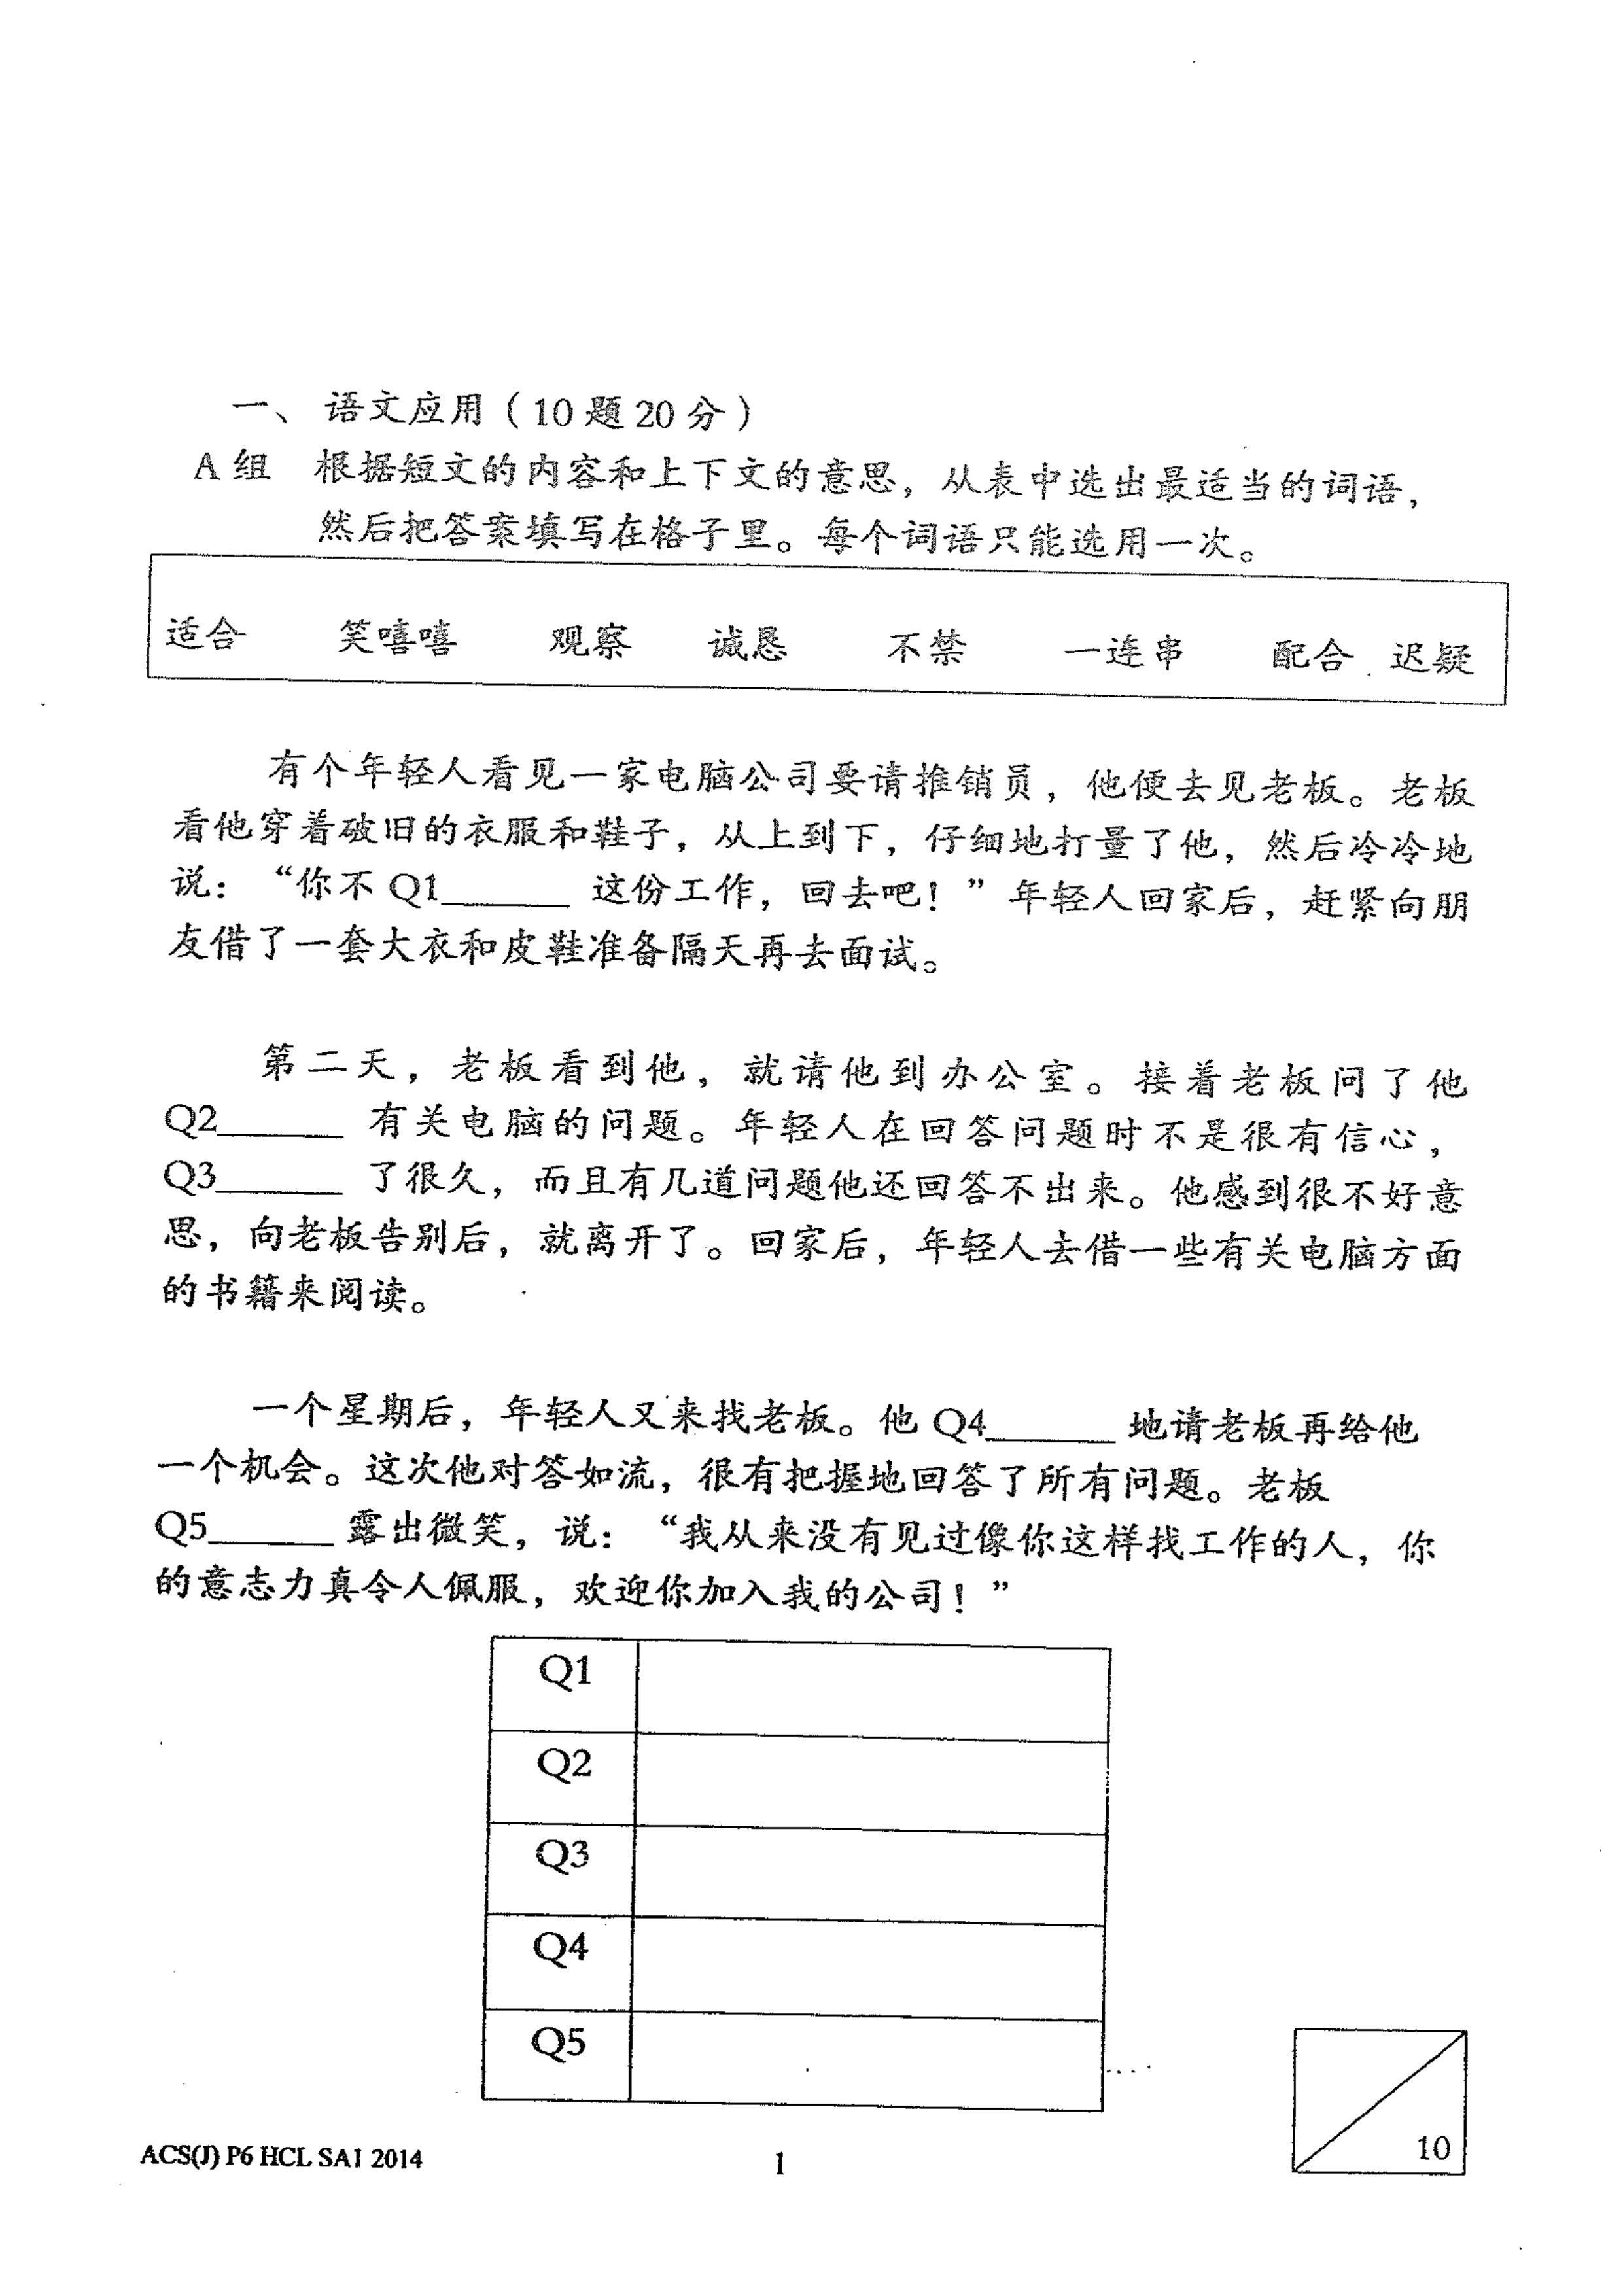 一、 语文应用（10题20分）
A组 根据短文的内容和上下文的意思，从表中选出最适当的词语，
然后把答案填写在格子里。每个词语只能选用一次。
适合 笑嘻嘻 观察 诚恳 不禁 一连串 配合 迟疑
有个年轻人看见一家电脑公司要请推销员，他便去见老板。老板
看他穿着破旧的衣服和鞋子，从上到下，仔细地打量了他，然后冷冷地
说：“你不 Q1______ 这份工作，回去吧！”年轻人回家后，赶紧向朋
友借了一套大衣和皮鞋准备隔天再去面试。
第二天，老板看到他，就请他到办公室。接着老板问了他
Q2______ 有关电脑的问题。年轻人在回答问题时不是很有信心，
Q3______ 了很久，而且有几道问题他还回答不出来。他感到很不好意
思，向老板告别后，就离开了。回家后，年轻人去借一些有关电脑方面
的书籍来阅读。
一个星期后，年轻人又来找老板。他 Q4______ 地请老板再给他
一个机会。这次他对答如流，很有把握地回答了所有问题。老板
Q5______ 露出微笑，说：“我从来没有见过像你这样找工作的人，你
的意志力真令人佩服，欢迎你加入我的公司！”
Q1
Q2
Q3
Q4
Q5
10
ACS(J) P6 HCL SA1 2014
1